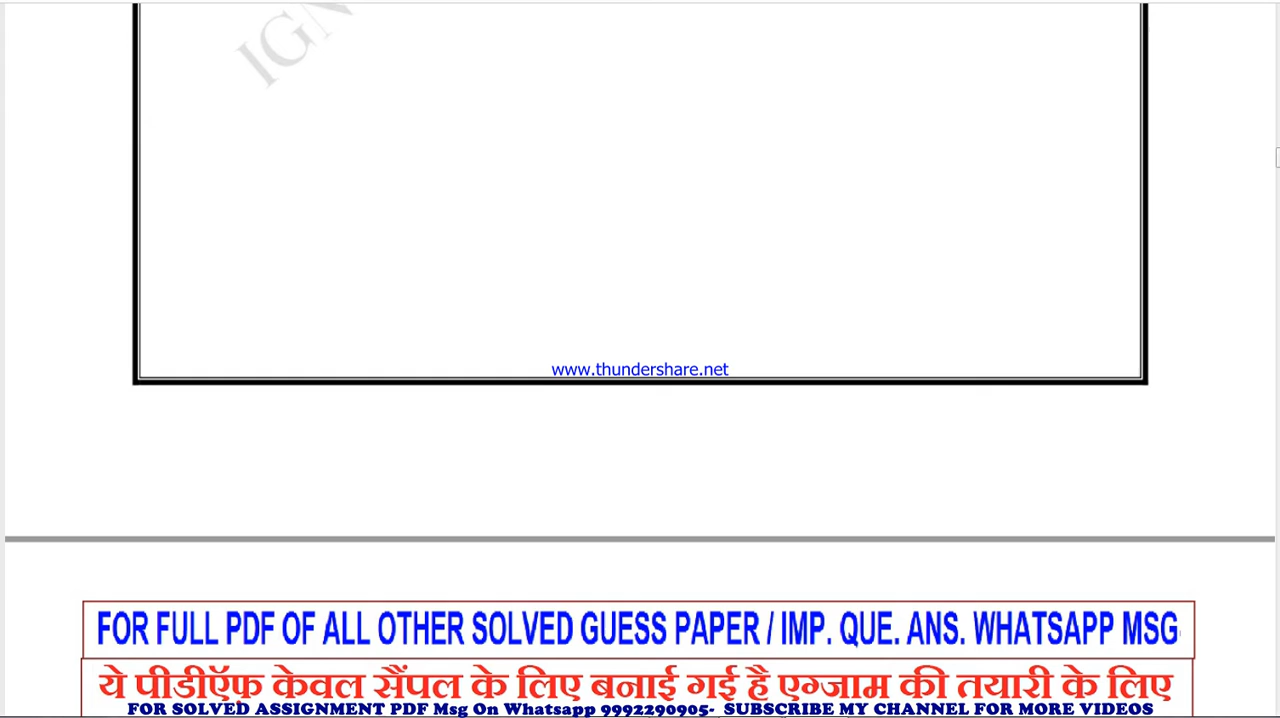 IGN
www.thundershare.net
FOR FULL PDF OF ALL OTHER SOLVED GUESS PAPER / IMP. QUE. ANS. WHATSAPP MSG
ये पीडीऍफ़ केवल सैंपल के लिए बनाई गई है एग्जाम की तयारी के लिए
FOR SOLVED ASSIGNMENT PDF Msg On Whatsapp 9992290905- SUBSCRIBE MY CHANNEL FOR MORE VIDEOS